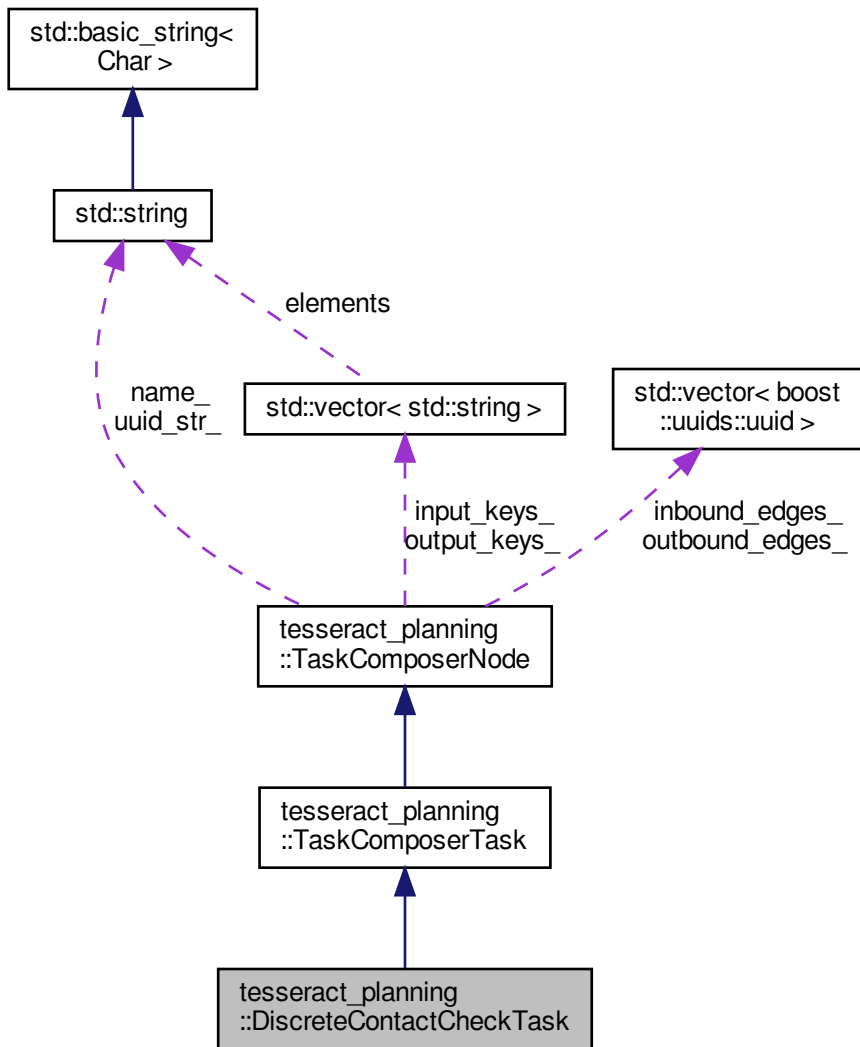 std::basic_string<
Char >
std::string
elements
name_
uuid_str_
std::vector< std::string >
std::vector< boost
::uuids::uuid >
input_keys_
output_keys_
inbound_edges_
outbound_edges_
tesseract_planning
::TaskComposerNode
tesseract_planning
::TaskComposerTask
tesseract_planning
::DiscreteContactCheckTask